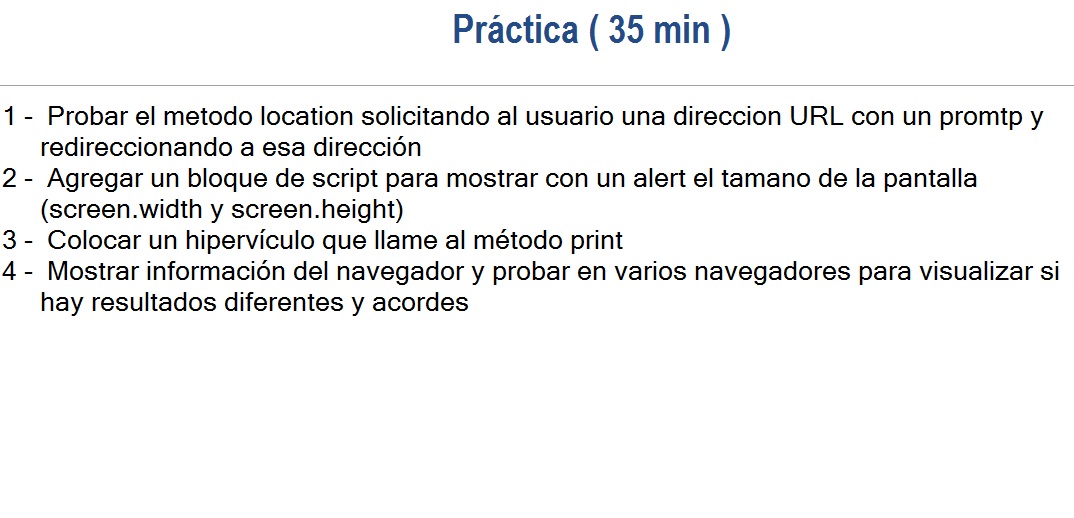 Práctica ( 35 min )
1 - Probar el metodo location solicitando al usuario una direccion URL con un promtp y
redireccionando a esa dirección
2 - Agregar un bloque de script para mostrar con un alert el tamano de la pantalla
(screen.width y screen.height)
3 - Colocar un hipervículo que llame al método print
4 - Mostrar información del navegador y probar en varios navegadores para visualizar si
hay resultados diferentes y acordes